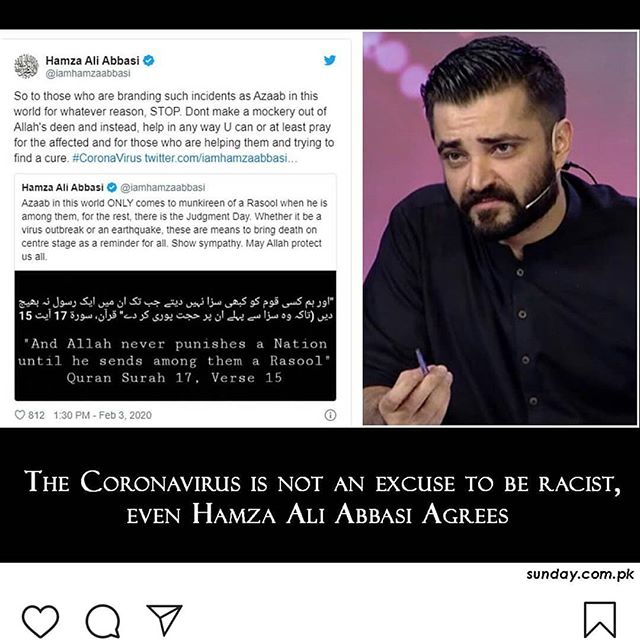 Hamza Ali Abbasi
@iamhamzaabbasi
So to those who are branding such incidents as Azaab in this
world for whatever reason, STOP. Dont make a mockery out of
Allah's deen and instead, help in any way U can or at least pray
for the affected and for those who are helping them and trying to
find a cure. #CoronaVirus twitter.com/iamhamzaabbasi...
Hamza Ali Abbasi @iamhamzaabbasi
Azaab in this world ONLY comes to munkireen of a Rasool when he is
among them, for the rest, there is the Judgment Day. Whether it be a
virus outbreak or an earthquake, these are means to bring death on
centre stage as a reminder for all. Show sympathy. May Allah protect
us all.
"اور ہم کسی قوم کو کبھی سزا نہیں دیتے جب تک ان میں ایک رسول نہ بھیج
دیں (تاکہ وہ سزا سے پہلے ان پر حجت پوری کر دے" قرآن، سورۃ 17 آیت 15
"And Allah never punishes a Nation
until he sends among them a Rasool"
Quran Surah 17, Verse 15
812 1:30 PM - Feb 3, 2020
The Coronavirus is not an excuse to be racist,
even Hamza Ali Abbasi Agrees
sunday.com.pk